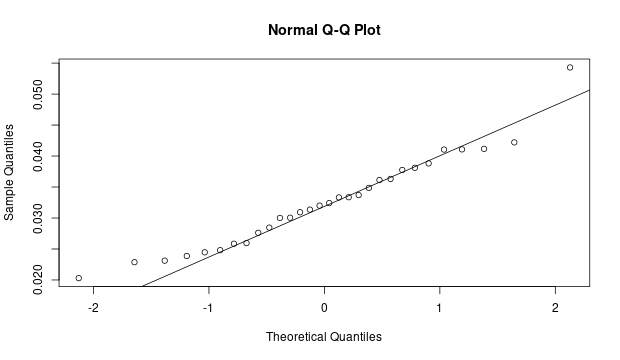 Normal Q-Q Plot
Sample Quantiles
0.050
0.040
0.030
0.020
-2 -1 0 1 2
Theoretical Quantiles